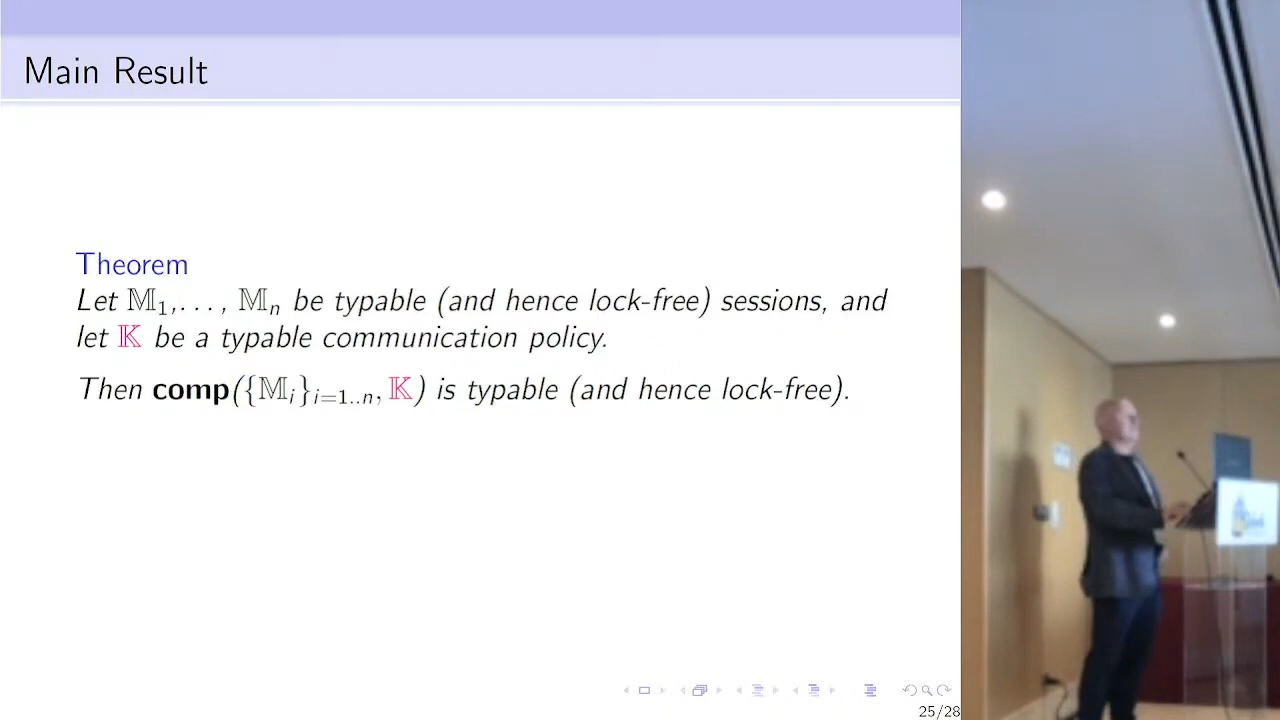 Main Result
Theorem
Let 𝕄₁,..., 𝕄ₙ be typable (and hence lock-free) sessions, and
let 𝕂 be a typable communication policy.
Then comp({𝕄ᵢ}ᵢ₌₁..ₙ, 𝕂) is typable (and hence lock-free).
25/28